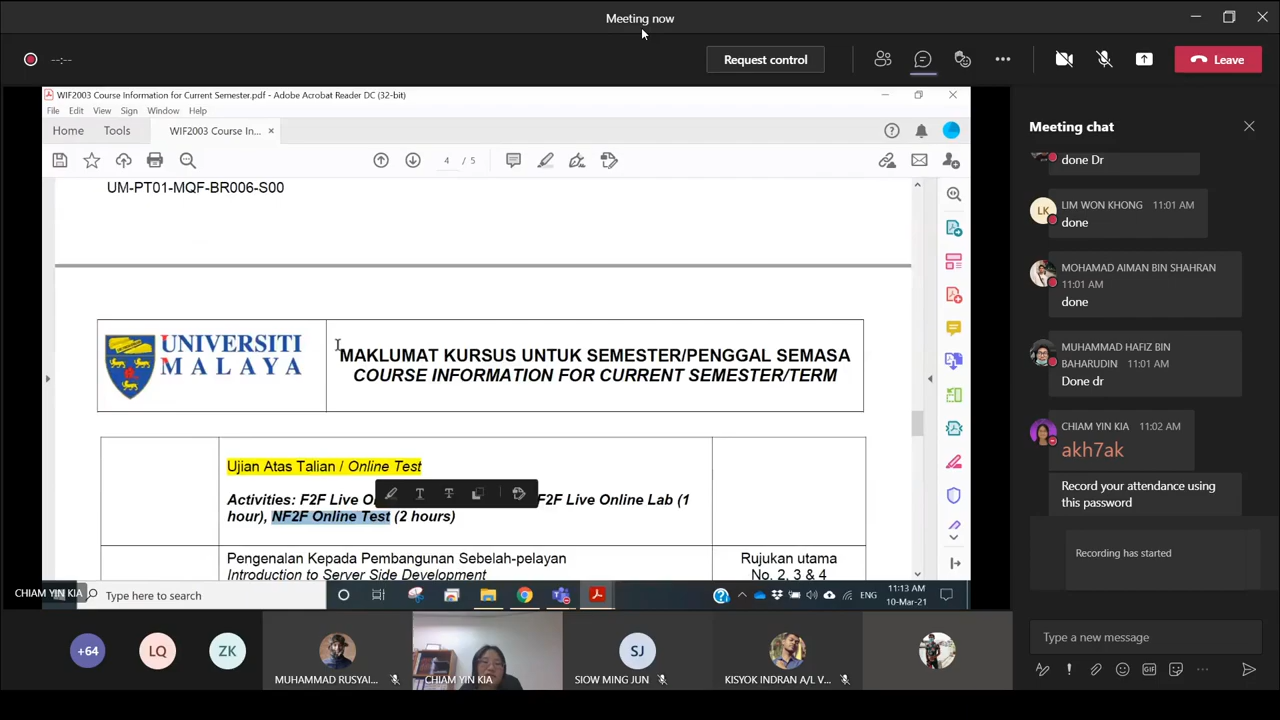 Meeting now
--:--
Request control
Leave
WIF2003 Course Information for Current Semester.pdf - Adobe Acrobat Reader DC (32-bit)
File Edit View Sign Window Help
Home Tools WIF2003 Course In... ×
4 / 5
UM-PT01-MQF-BR006-S00
UNIVERSITI
MALAYA
MAKLUMAT KURSUS UNTUK SEMESTER/PENGGAL SEMASA
COURSE INFORMATION FOR CURRENT SEMESTER/TERM
Ujian Atas Talian / Online Test
Activities: F2F Live O F2F Live Online Lab (1
hour), NF2F Online Test (2 hours)
Pengenalan Kepada Pembangunan Sebelah-pelayan
Introduction to Server Side Development
Rujukan utama
No. 2, 3 & 4
CHIAM YIN KIA
Type here to search
ENG
11:13 AM
10-Mar-21
Meeting chat
done Dr
LK
LIM WON KHONG 11:01 AM
done
MOHAMAD AIMAN BIN SHAHRAN
11:01 AM
done
MUHAMMAD HAFIZ BIN
BAHARUDIN 11:01 AM
Done dr
CHIAM YIN KIA 11:02 AM
akh7ak
Record your attendance using
this password
Recording has started
Type a new message
GIF
+64
LQ
ZK
MUHAMMAD RUSYAI...
CHIAM YIN KIA
SJ
SIOW MING JUN
KISYOK INDRAN A/L V...